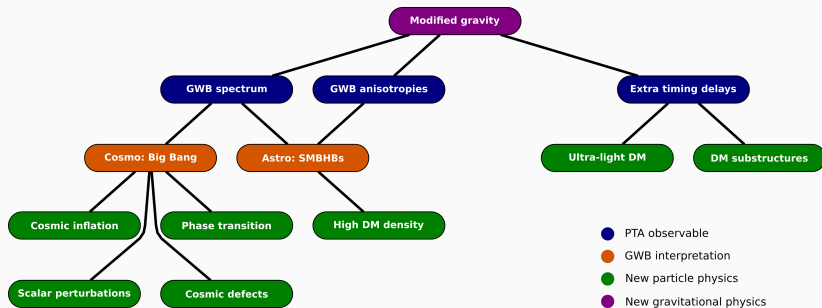 Modified gravity
GWB spectrum
GWB anisotropies
Extra timing delays
Cosmo: Big Bang
Astro: SMBHBs
Ultra-light DM
DM substructures
Cosmic inflation
Phase transition
High DM density
Scalar perturbations
Cosmic defects
PTA observable
GWB interpretation
New particle physics
New gravitational physics